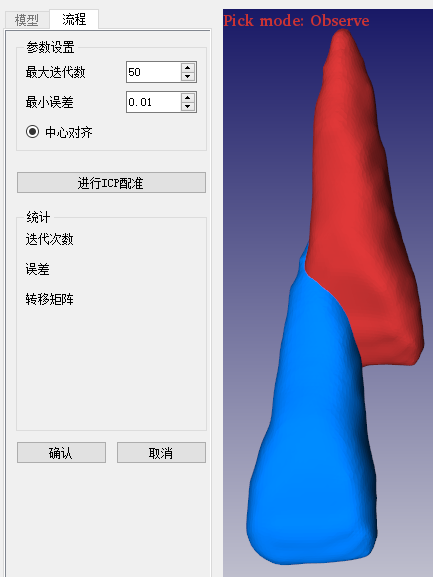 模型 流程
参数设置
最大迭代数 50
最小误差 0.01
中心对齐
进行ICP配准
统计
迭代次数
误差
转移矩阵
确认 取消
Pick mode: Observe